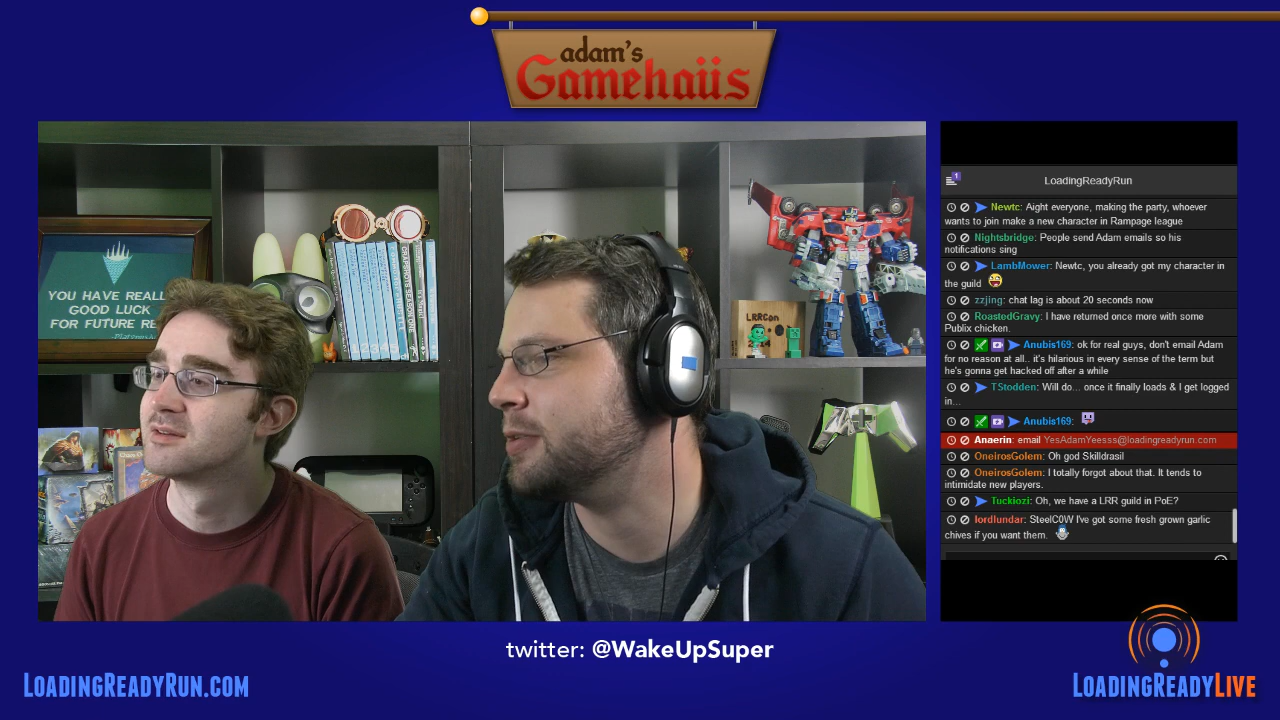 adam's
Gamehaüs
YOU HAVE REALL
GOOD LUCK
FOR FUTURE RE
LRRCon
LoadingReadyRun
1
Newtc: Aight everyone, making the party, whoever
wants to join make a new character in Rampage league
Nightsbridge: People send Adam emails so his
notifications sing
LambMower: Newtc, you already got my character in
the guild
zzjing: chat lag is about 20 seconds now
RoastedGravy: I have returned once more with some
Publix chicken.
Anubis169: ok for real guys, don't email Adam
for no reason at all.. it's hilarious in every sense of the term but
he's gonna get hacked off after a while
TStodden: Will do... once it finally loads & I get logged
in...
Anubis169:
Anaerin: email YesAdamYeesss@loadingreadyrun.com
OneirosGolem: Oh god Skilldrasil
OneirosGolem: I totally forgot about that. It tends to
intimidate new players.
Tuckiozi: Oh, we have a LRR guild in PoE?
lordlundar: SteelC0W I've got some fresh grown garlic
chives if you want them.
twitter: @WakeUpSuper
LOADINGREADYRUN.COM
LOADINGREADYLIVE